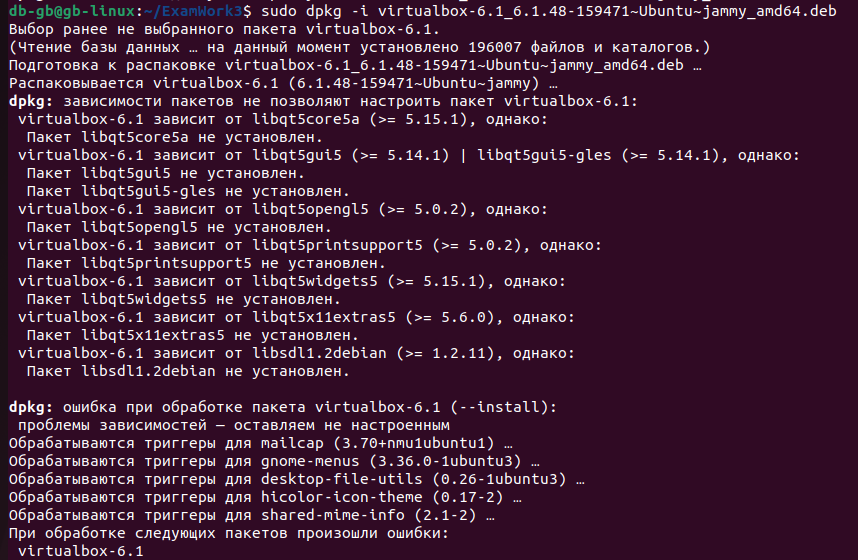 db-gb@gb-linux:~/ExamWork3$ sudo dpkg -i virtualbox-6.1_6.1.48-159471~Ubuntu~jammy_amd64.deb
Выбор ранее не выбранного пакета virtualbox-6.1.
(Чтение базы данных … на данный момент установлено 196007 файлов и каталогов.)
Подготовка к распаковке virtualbox-6.1_6.1.48-159471~Ubuntu~jammy_amd64.deb …
Распаковывается virtualbox-6.1 (6.1.48-159471~Ubuntu~jammy) …
dpkg: зависимости пакетов не позволяют настроить пакет virtualbox-6.1:
 virtualbox-6.1 зависит от libqt5core5a (>= 5.15.1), однако:
  Пакет libqt5core5a не установлен.
 virtualbox-6.1 зависит от libqt5gui5 (>= 5.14.1) | libqt5gui5-gles (>= 5.14.1), однако:
  Пакет libqt5gui5 не установлен.
  Пакет libqt5gui5-gles не установлен.
 virtualbox-6.1 зависит от libqt5opengl5 (>= 5.0.2), однако:
  Пакет libqt5opengl5 не установлен.
 virtualbox-6.1 зависит от libqt5printsupport5 (>= 5.0.2), однако:
  Пакет libqt5printsupport5 не установлен.
 virtualbox-6.1 зависит от libqt5widgets5 (>= 5.15.1), однако:
  Пакет libqt5widgets5 не установлен.
 virtualbox-6.1 зависит от libqt5x11extras5 (>= 5.6.0), однако:
  Пакет libqt5x11extras5 не установлен.
 virtualbox-6.1 зависит от libsdl1.2debian (>= 1.2.11), однако:
  Пакет libsdl1.2debian не установлен.

dpkg: ошибка при обработке пакета virtualbox-6.1 (--install):
 проблемы зависимостей — оставляем не настроенным
Обрабатываются триггеры для mailcap (3.70+nmu1ubuntu1) …
Обрабатываются триггеры для gnome-menus (3.36.0-1ubuntu3) …
Обрабатываются триггеры для desktop-file-utils (0.26-1ubuntu3) …
Обрабатываются триггеры для hicolor-icon-theme (0.17-2) …
Обрабатываются триггеры для shared-mime-info (2.1-2) …
При обработке следующих пакетов произошли ошибки:
 virtualbox-6.1